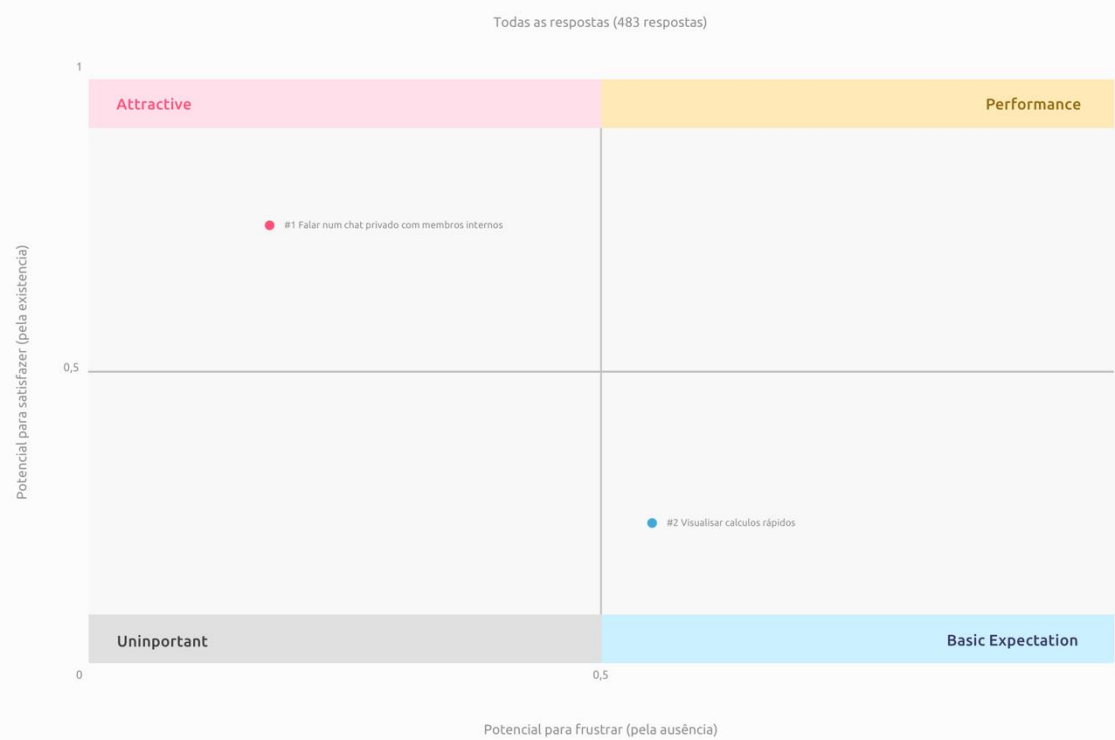 Todas as respostas (483 respostas)
1
Attractive
Performance
#1 Falar num chat privado com membros internos
Potencial para satisfazer (pela existencia)
0,5
#2 Visualisar calculos rápidos
Uninportant
Basic Expectation
0
0,5
Potencial para frustrar (pela ausência)